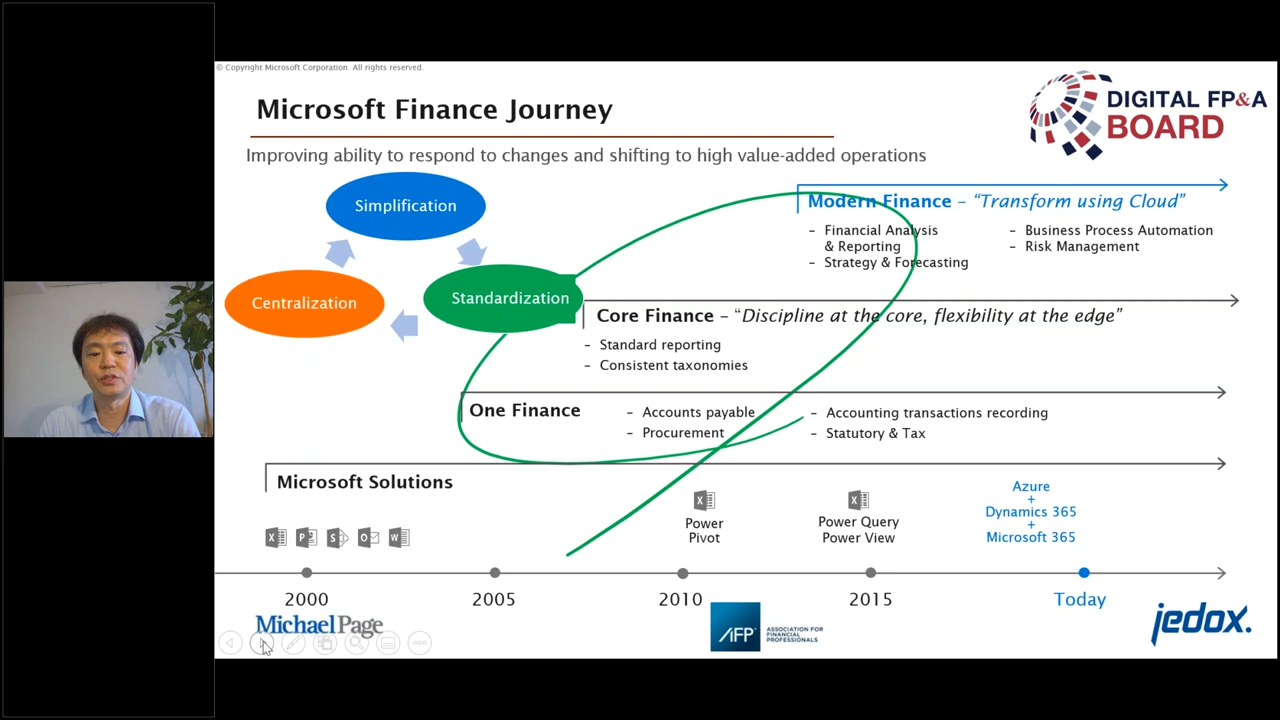 © Copyright Microsoft Corporation. All rights reserved.
Microsoft Finance Journey
DIGITAL FP&A
BOARD
Improving ability to respond to changes and shifting to high value-added operations
Simplification
Centralization
Standardization
Modern Finance – “Transform using Cloud”
– Financial Analysis
& Reporting
– Strategy & Forecasting
– Business Process Automation
– Risk Management
Core Finance – “Discipline at the core, flexibility at the edge”
– Standard reporting
– Consistent taxonomies
One Finance
– Accounts payable
– Procurement
– Accounting transactions recording
– Statutory & Tax
Microsoft Solutions
Power
Pivot
Power Query
Power View
Azure
+
Dynamics 365
+
Microsoft 365
2000
2005
2010
2015
Today
MichaelPage
AFP
ASSOCIATION FOR
FINANCIAL
PROFESSIONALS
jedox.